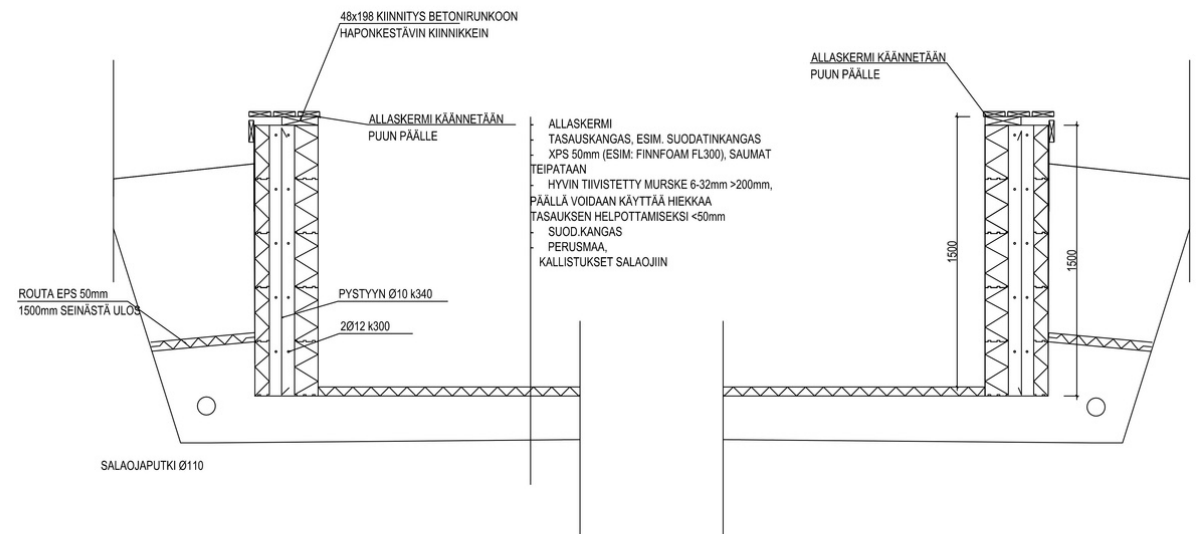 48x198 KIINNITYS BETONIRUNKOON
HAPONKESTÄVIN KIINNIKKEIN
ALLASKERMI KÄÄNNETÄÄN
PUUN PÄÄLLE
ALLASKERMI KÄÄNNETÄÄN
PUUN PÄÄLLE
- ALLASKERMI
- TASAUSKANGAS, ESIM. SUODATINKANGAS
- XPS 50mm (ESIM: FINNFOAM FL300), SAUMAT
TEIPATAAN
- HYVIN TIIVISTETTY MURSKE 6-32mm >200mm,
PÄÄLLÄ VOIDAAN KÄYTTÄÄ HIEKKAA
TASAUKSEN HELPOTTAMISEKSI <50mm
- SUOD.KANGAS
- PERUSMAA,
KALLISTUKSET SALAOJIIN
1500
1500
ROUTA EPS 50mm
1500mm SEINÄSTÄ ULOS
PYSTYYN Ø10 k340
2Ø12 k300
SALAOJAPUTKI Ø110